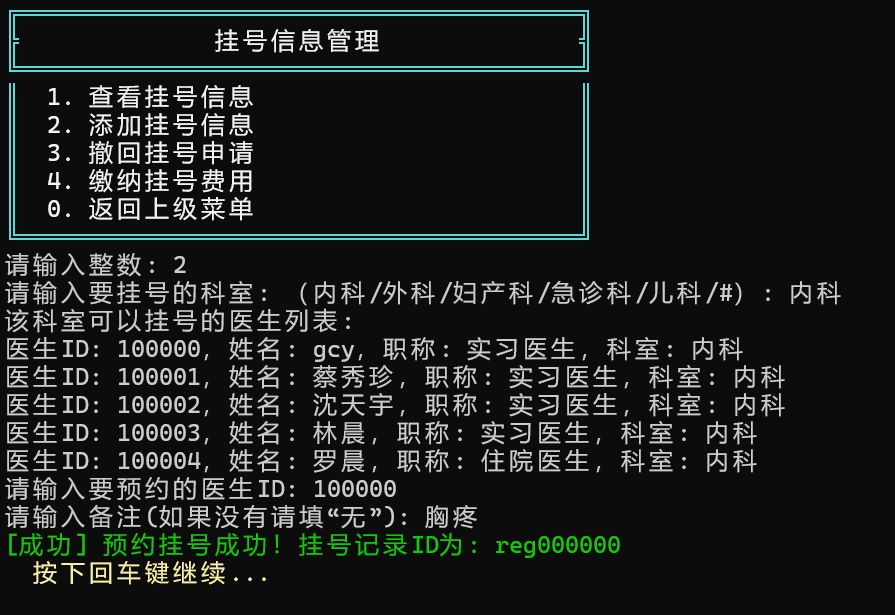 挂号信息管理
1. 查看挂号信息
2. 添加挂号信息
3. 撤回挂号申请
4. 缴纳挂号费用
0. 返回上级菜单
请输入整数: 2
请输入要挂号的科室: (内科/外科/妇产科/急诊科/儿科/#): 内科
该科室可以挂号的医生列表:
医生ID: 100000, 姓名: gcy, 职称: 实习医生, 科室: 内科
医生ID: 100001, 姓名: 蔡秀珍, 职称: 实习医生, 科室: 内科
医生ID: 100002, 姓名: 沈天宇, 职称: 实习医生, 科室: 内科
医生ID: 100003, 姓名: 林晨, 职称: 实习医生, 科室: 内科
医生ID: 100004, 姓名: 罗晨, 职称: 住院医生, 科室: 内科
请输入要预约的医生ID: 100000
请输入备注(如果没有请填“无”): 胸疼
[成功] 预约挂号成功! 挂号记录ID为: reg000000
按下回车键继续...